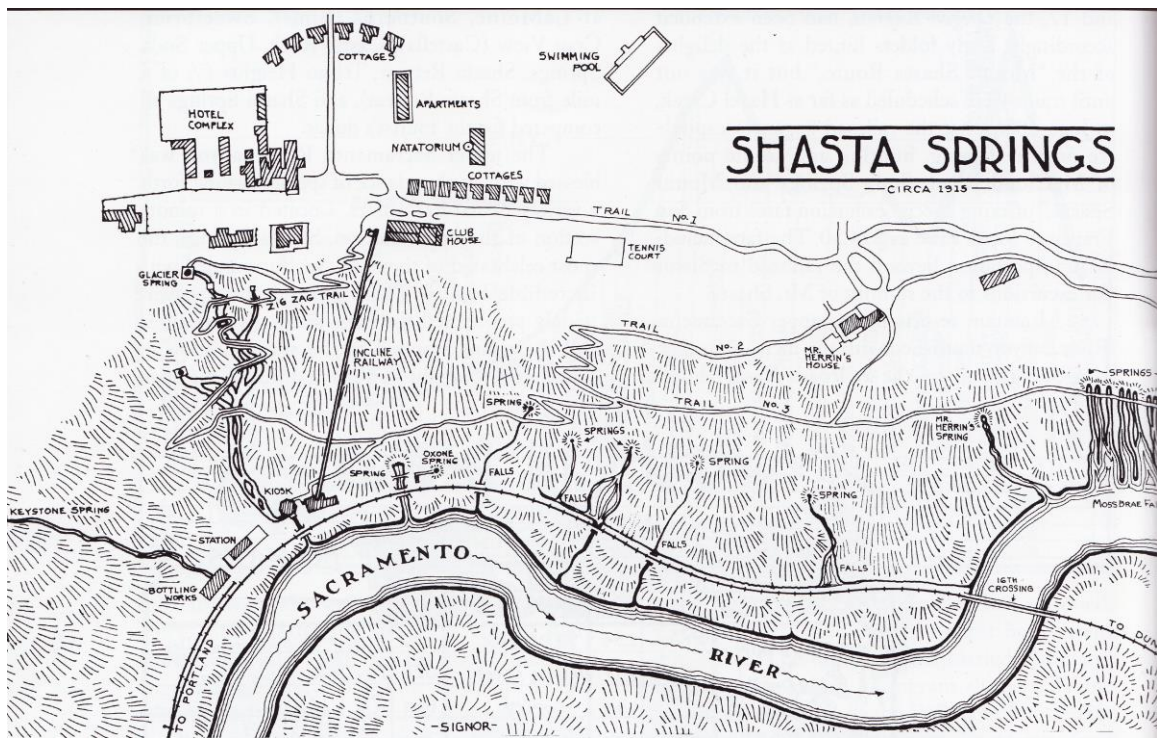 COTTAGES
SWIMMING
POOL
HOTEL
COMPLEX
APARTMENTS
NATATORIUM
COTTAGES
SHASTA SPRINGS
CIRCA 1915
TRAIL No. 1
CLUB
HOUSE
TENNIS
COURT
GLACIER
SPRING
ZIG ZAG TRAIL
INCLINE
RAILWAY
TRAIL No. 2
MR.
HERRIN'S
HOUSE
SPRINGS
TRAIL No. 3
SPRING
MR.
HERRIN'S
SPRING
SPRINGS
OXONE
SPRING
SPRING
SPRING
SPRING
FALLS
FALLS
KIOSK
KEYSTONE SPRING
MOSSBRAE FA
STATION
FALLS
FALLS
BOTTLING
WORKS
SACRAMENTO
RIVER
16TH
CROSSING
TO DUN
TO PORTLAND
-SIGNOR-